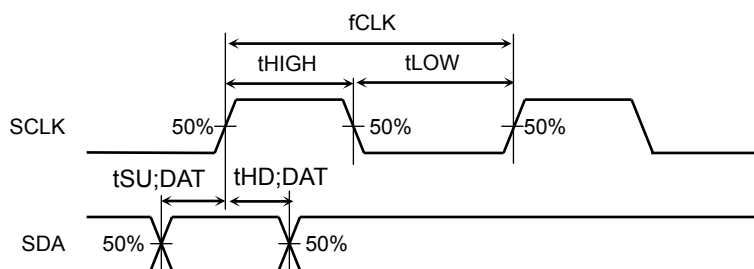 fCLK
tHIGH tLOW
SCLK 50% 50% 50%
tSU;DAT tHD;DAT
SDA 50% 50%